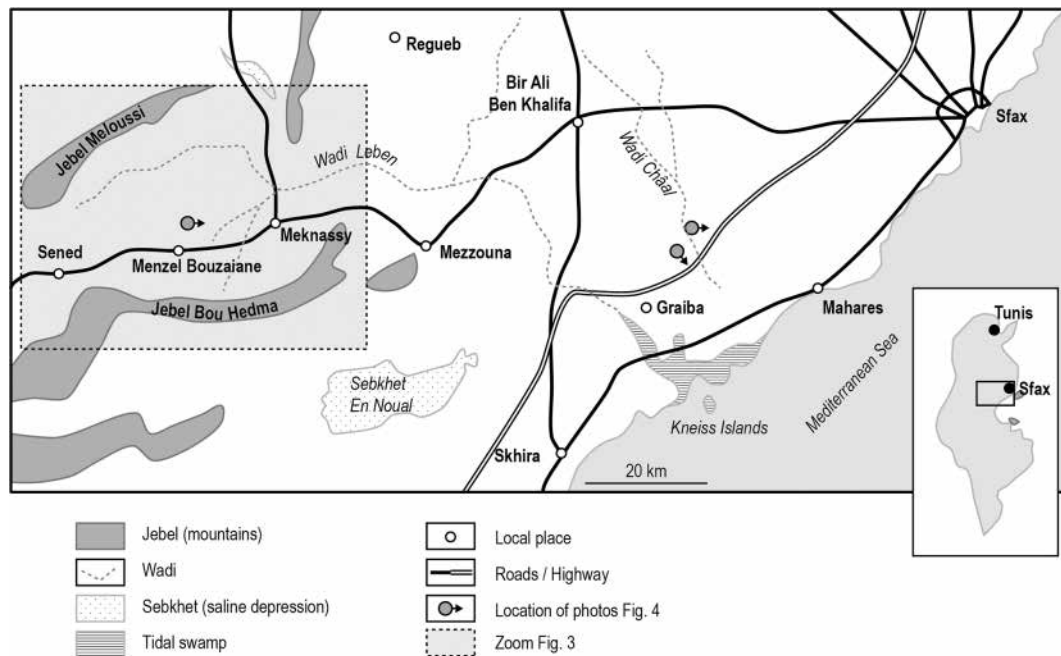 Regueb
Bir Ali
Ben Khalifa
Sfax
Jebel Meloussi
Wadi Leben
Wadi Châal
Sened
Menzel Bouzaiane
Meknassy
Mezzouna
Jebel Bou Hedma
Graiba
Mahares
Mediterranean Sea
Sebkhet
En Noual
Kneiss Islands
Skhira
20 km
Tunis
Sfax
Jebel (mountains)
Wadi
Sebkhet (saline depression)
Tidal swamp
Local place
Roads / Highway
Location of photos Fig. 4
Zoom Fig. 3